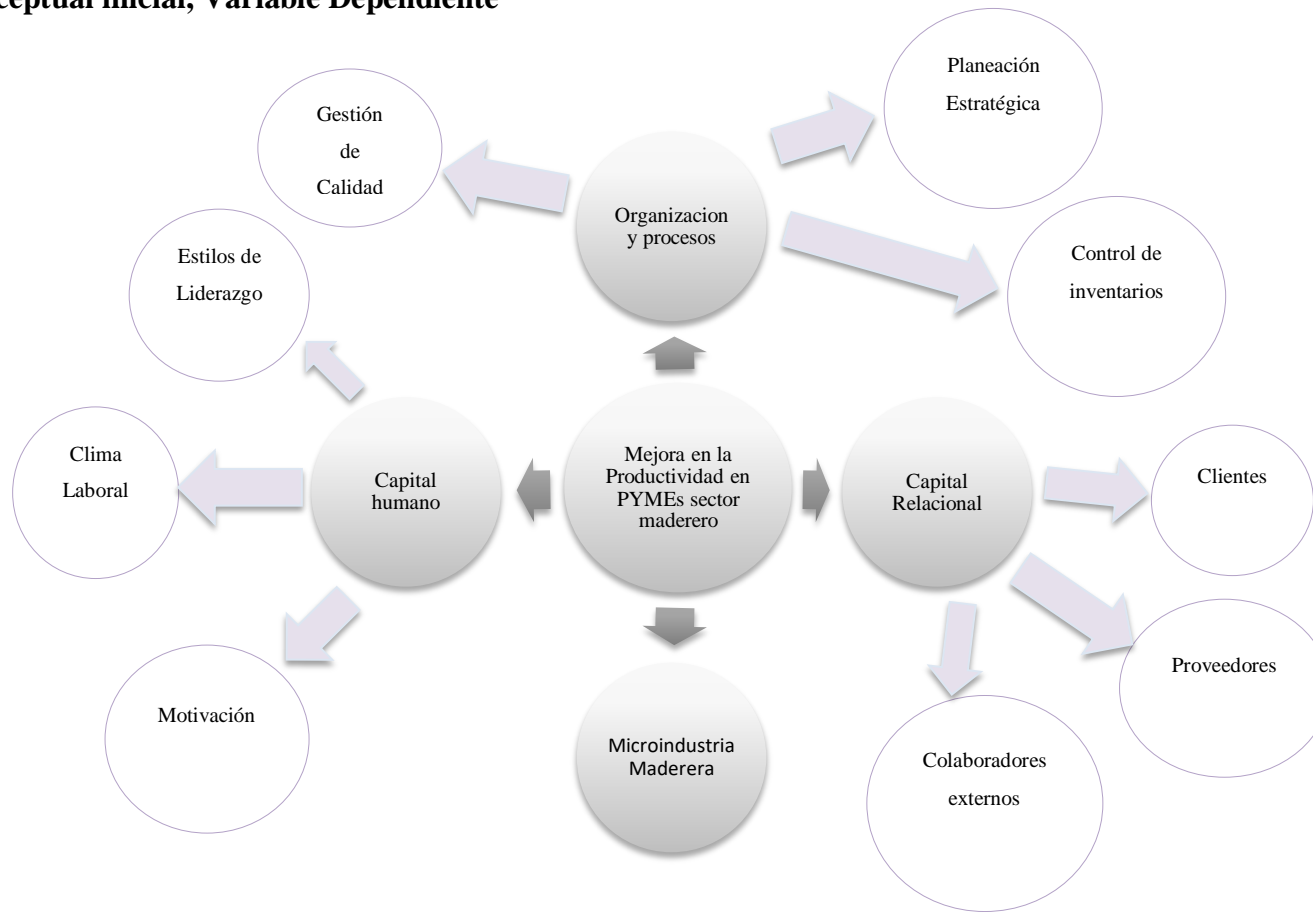 ceptual inicial, Variable Dependiente
Planeación
Estratégica
Gestión
de
Calidad
Organizacion
y procesos
Control de
inventarios
Estilos de
Liderazgo
Clima
Laboral
Capital
humano
Mejora en la
Productividad en
PYMEs sector
maderero
Capital
Relacional
Clientes
Proveedores
Motivación
Microindustria
Maderera
Colaboradores
externos